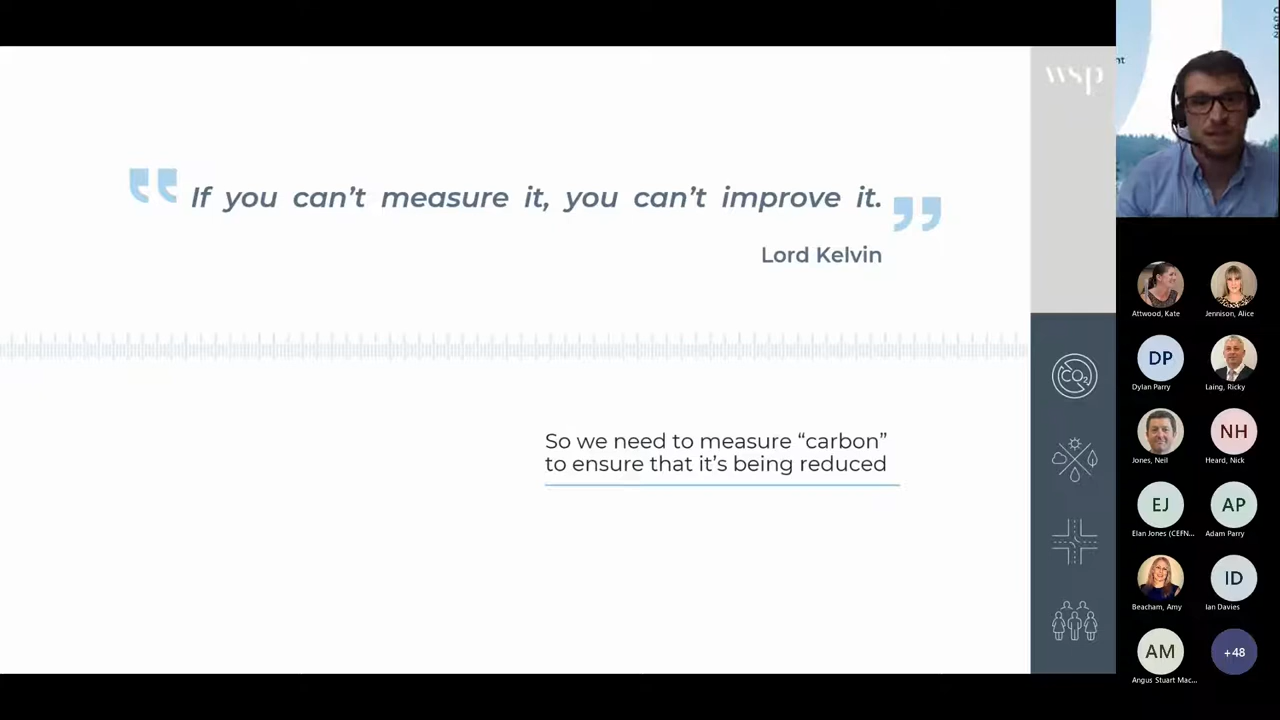 If you can’t measure it, you can’t improve it.
Lord Kelvin
So we need to measure “carbon”
to ensure that it’s being reduced
wsp
CO₂
nt
Attwood, Kate
Jennison, Alice
DP
Dylan Parry
Laing, Ricky
Jones, Neil
NH
Heard, Nick
EJ
Elan Jones (CEFN...
AP
Adam Parry
Beacham, Amy
ID
Ian Davies
AM
Angus Stuart Mac...
+48